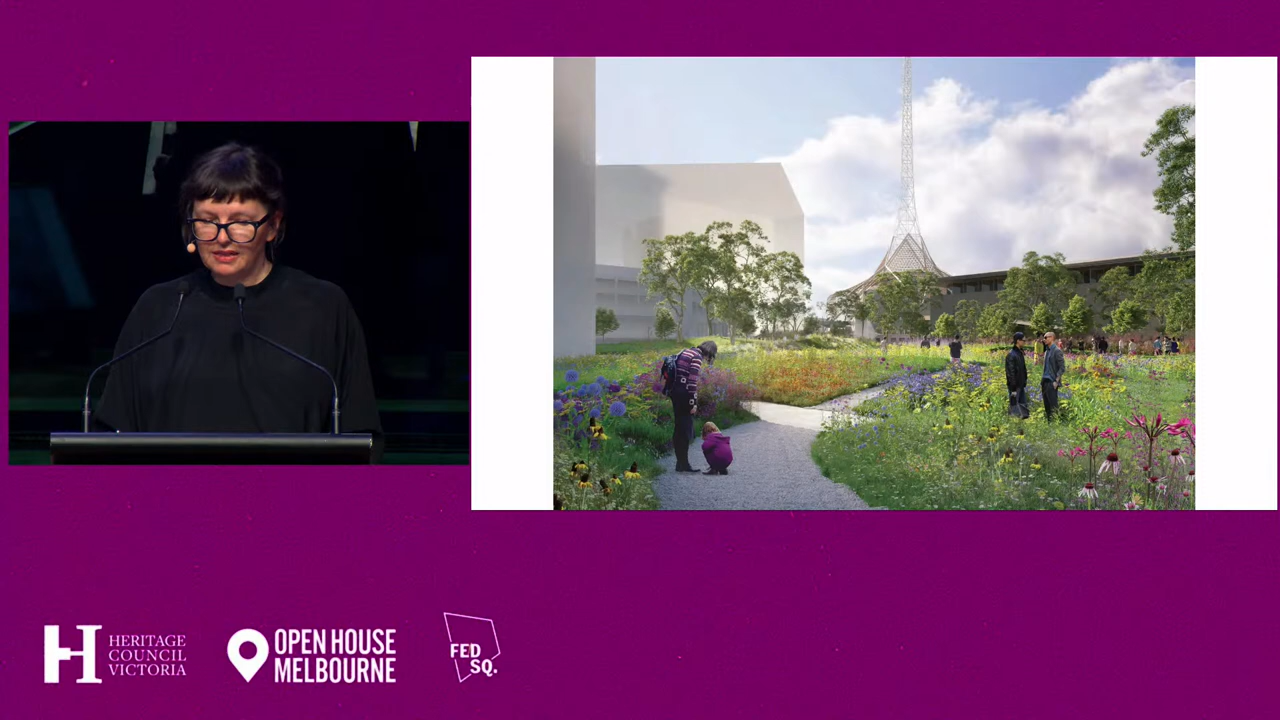 HERITAGE
COUNCIL
VICTORIA
OPEN HOUSE
MELBOURNE
FED
SQ.